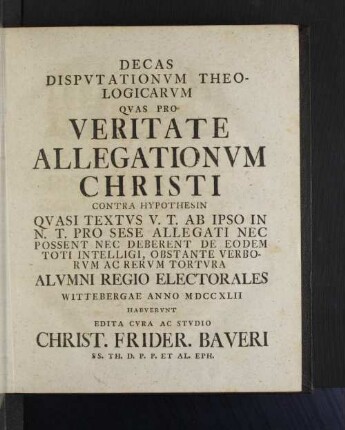 DECAS
DISPVTATIONVM THEO-
LOGICARVM
QVAS PRO
VERITATE
ALLEGATIONVM
CHRISTI
CONTRA HYPOTHESIN
QVASI TEXTVS V. T. AB IPSO IN
N. T. PRO SESE ALLEGATI NEC
POSSENT NEC DEBERENT DE EODEM
TOTI INTELLIGI, OBSTANTE VERBO-
RVM AC RERVM TORTVRA
ALVMNI REGIO ELECTORALES
WITTEBERGAE ANNO MDCCXLII
HABVERVNT
EDITA CVRA AC STVDIO
CHRIST. FRIDER. BAVERI
SS. TH. D. P. P. ET AL. EPH.